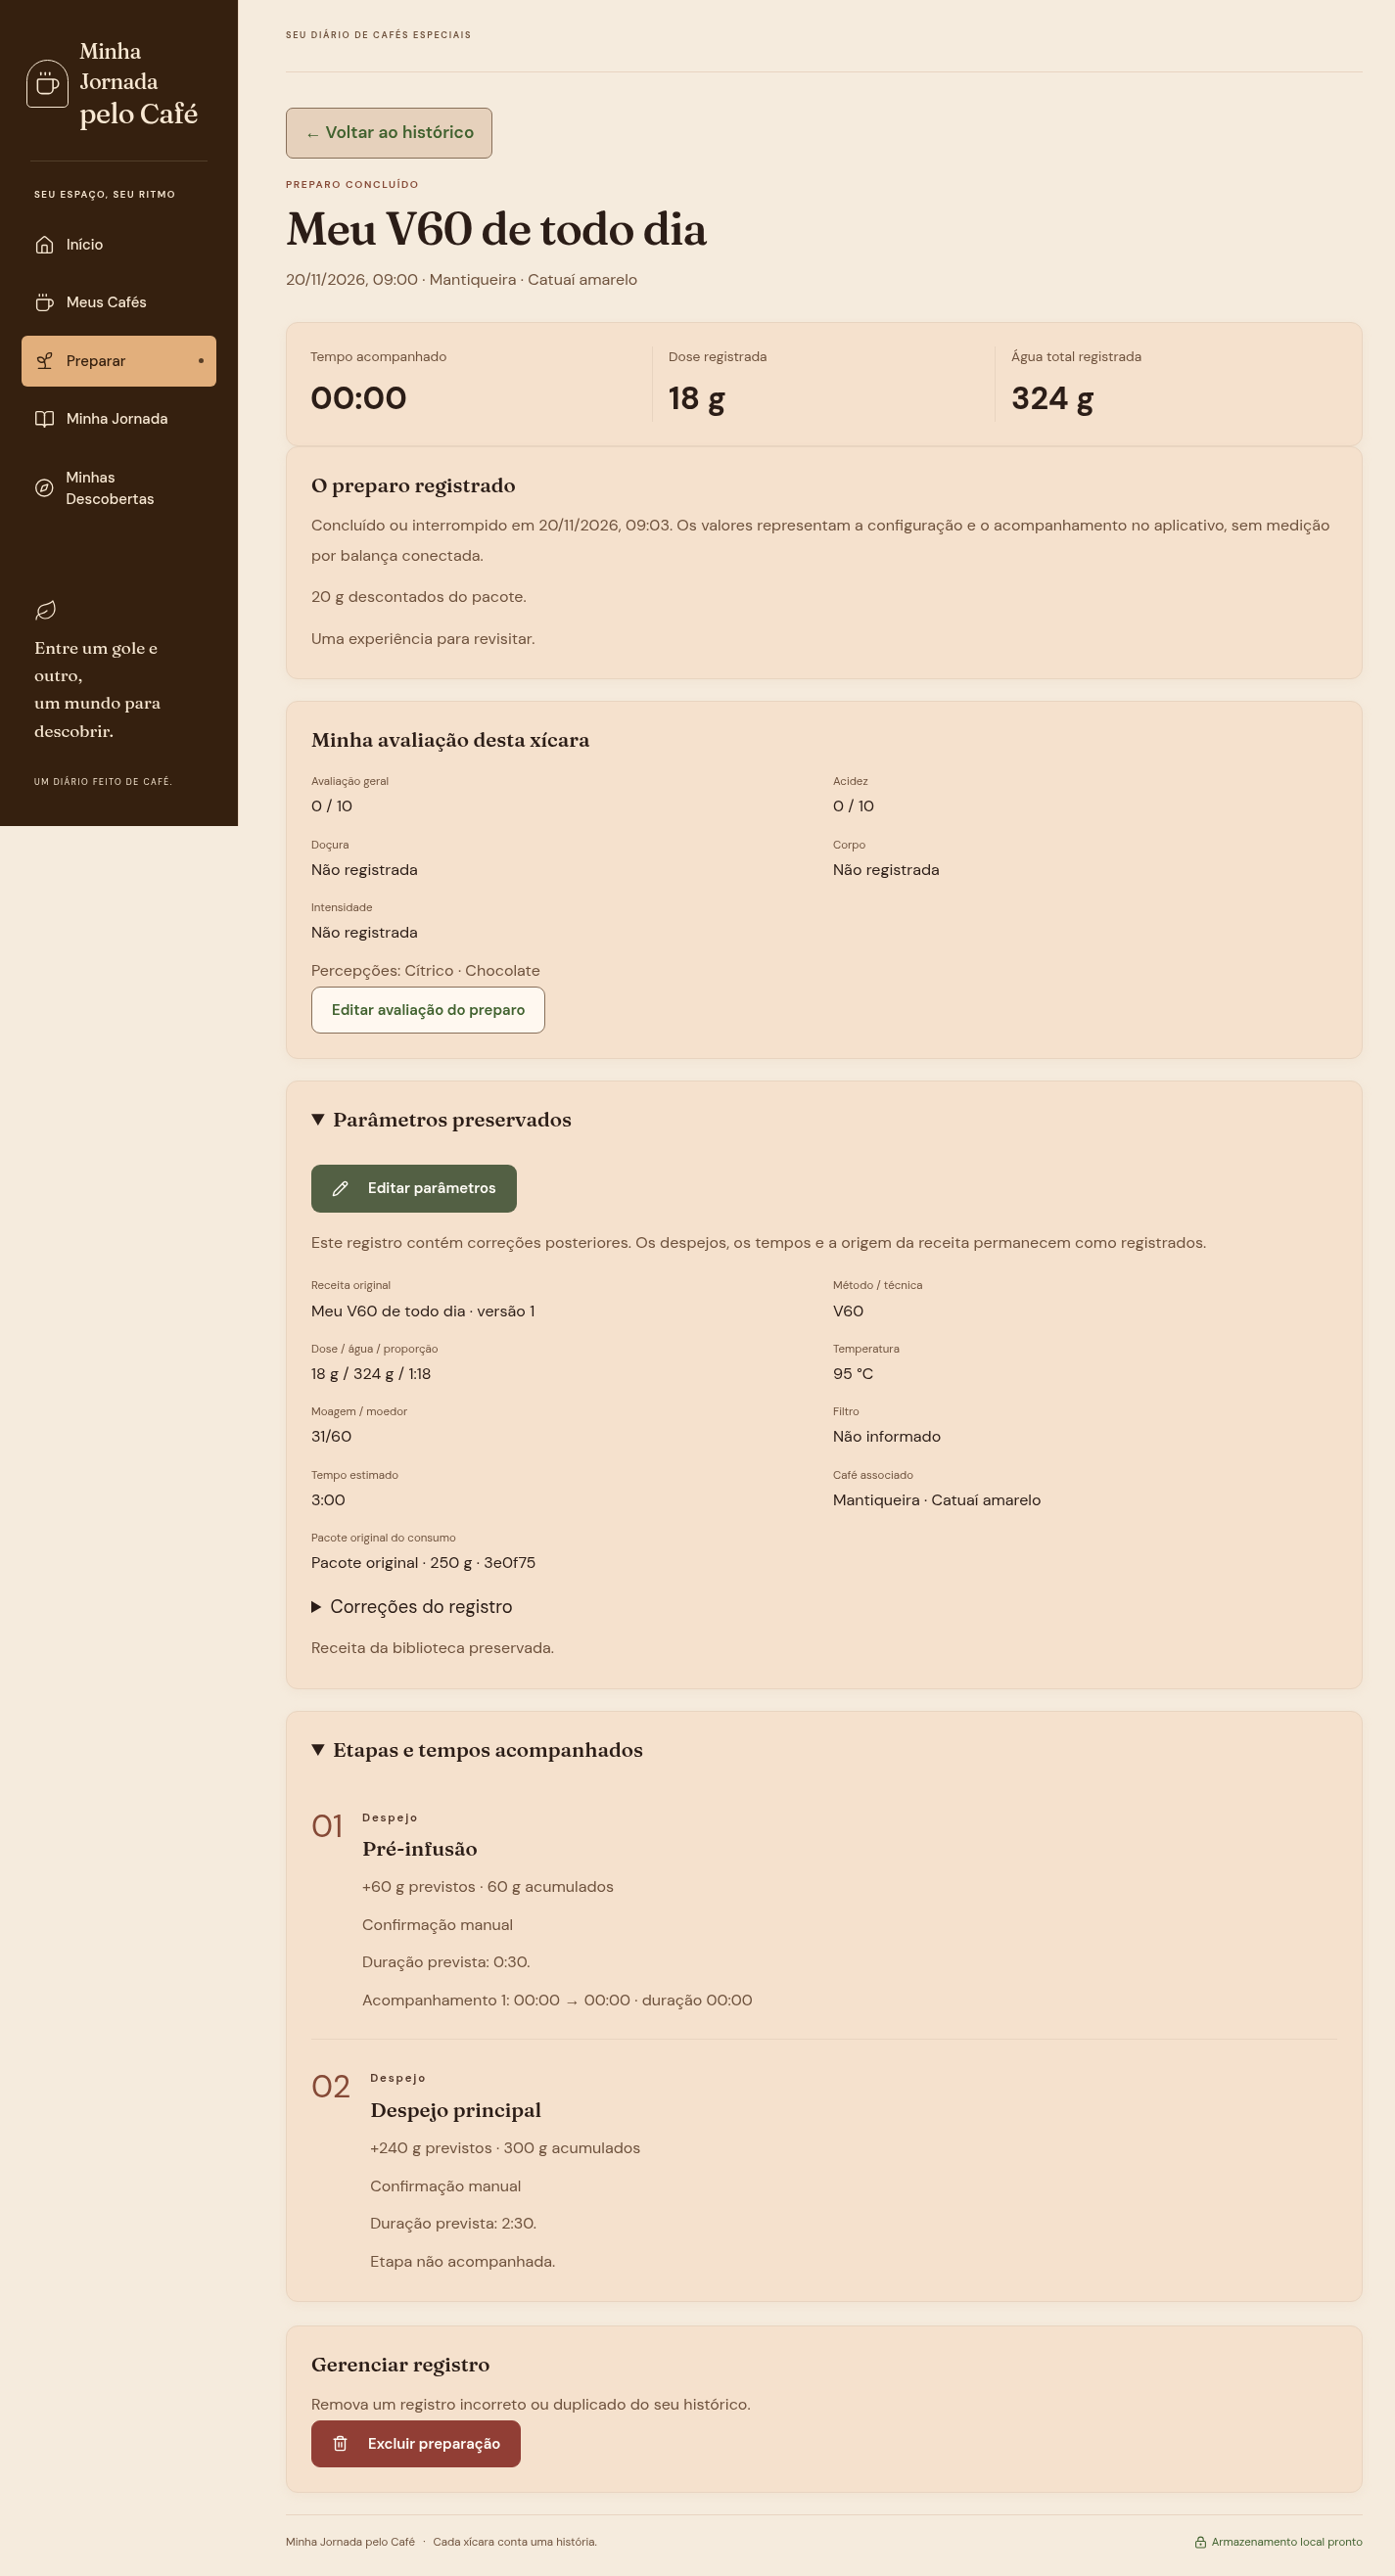 Minha
Jornada
pelo Café
SEU ESPAÇO, SEU RITMO
Início
Meus Cafés
Preparar
Minha Jornada
Minhas
Descobertas
Entre um gole e
outro,
um mundo para
descobrir.
UM DIÁRIO FEITO DE CAFÉ.
SEU DIÁRIO DE CAFÉS ESPECIAIS
← Voltar ao histórico
PREPARO CONCLUÍDO
Meu V60 de todo dia
20/11/2026, 09:00 · Mantiqueira · Catuaí amarelo
Tempo acompanhado
00:00
Dose registrada
18 g
Água total registrada
324 g
O preparo registrado
Concluído ou interrompido em 20/11/2026, 09:03. Os valores representam a configuração e o acompanhamento no aplicativo, sem medição
por balança conectada.
20 g descontados do pacote.
Uma experiência para revisitar.
Minha avaliação desta xícara
Avaliação geral
0 / 10
Acidez
0 / 10
Doçura
Não registrada
Corpo
Não registrada
Intensidade
Não registrada
Percepções: Cítrico · Chocolate
Editar avaliação do preparo
▼ Parâmetros preservados
Editar parâmetros
Este registro contém correções posteriores. Os despejos, os tempos e a origem da receita permanecem como registrados.
Receita original
Meu V60 de todo dia · versão 1
Método / técnica
V60
Dose / água / proporção
18 g / 324 g / 1:18
Temperatura
95 °C
Moagem / moedor
31/60
Filtro
Não informado
Tempo estimado
3:00
Café associado
Mantiqueira · Catuaí amarelo
Pacote original do consumo
Pacote original · 250 g · 3e0f75
▶ Correções do registro
Receita da biblioteca preservada.
▼ Etapas e tempos acompanhados
01
Despejo
Pré-infusão
+60 g previstos · 60 g acumulados
Confirmação manual
Duração prevista: 0:30.
Acompanhamento 1: 00:00 → 00:00 · duração 00:00
02
Despejo
Despejo principal
+240 g previstos · 300 g acumulados
Confirmação manual
Duração prevista: 2:30.
Etapa não acompanhada.
Gerenciar registro
Remova um registro incorreto ou duplicado do seu histórico.
Excluir preparação
Minha Jornada pelo Café · Cada xícara conta uma história.
Armazenamento local pronto